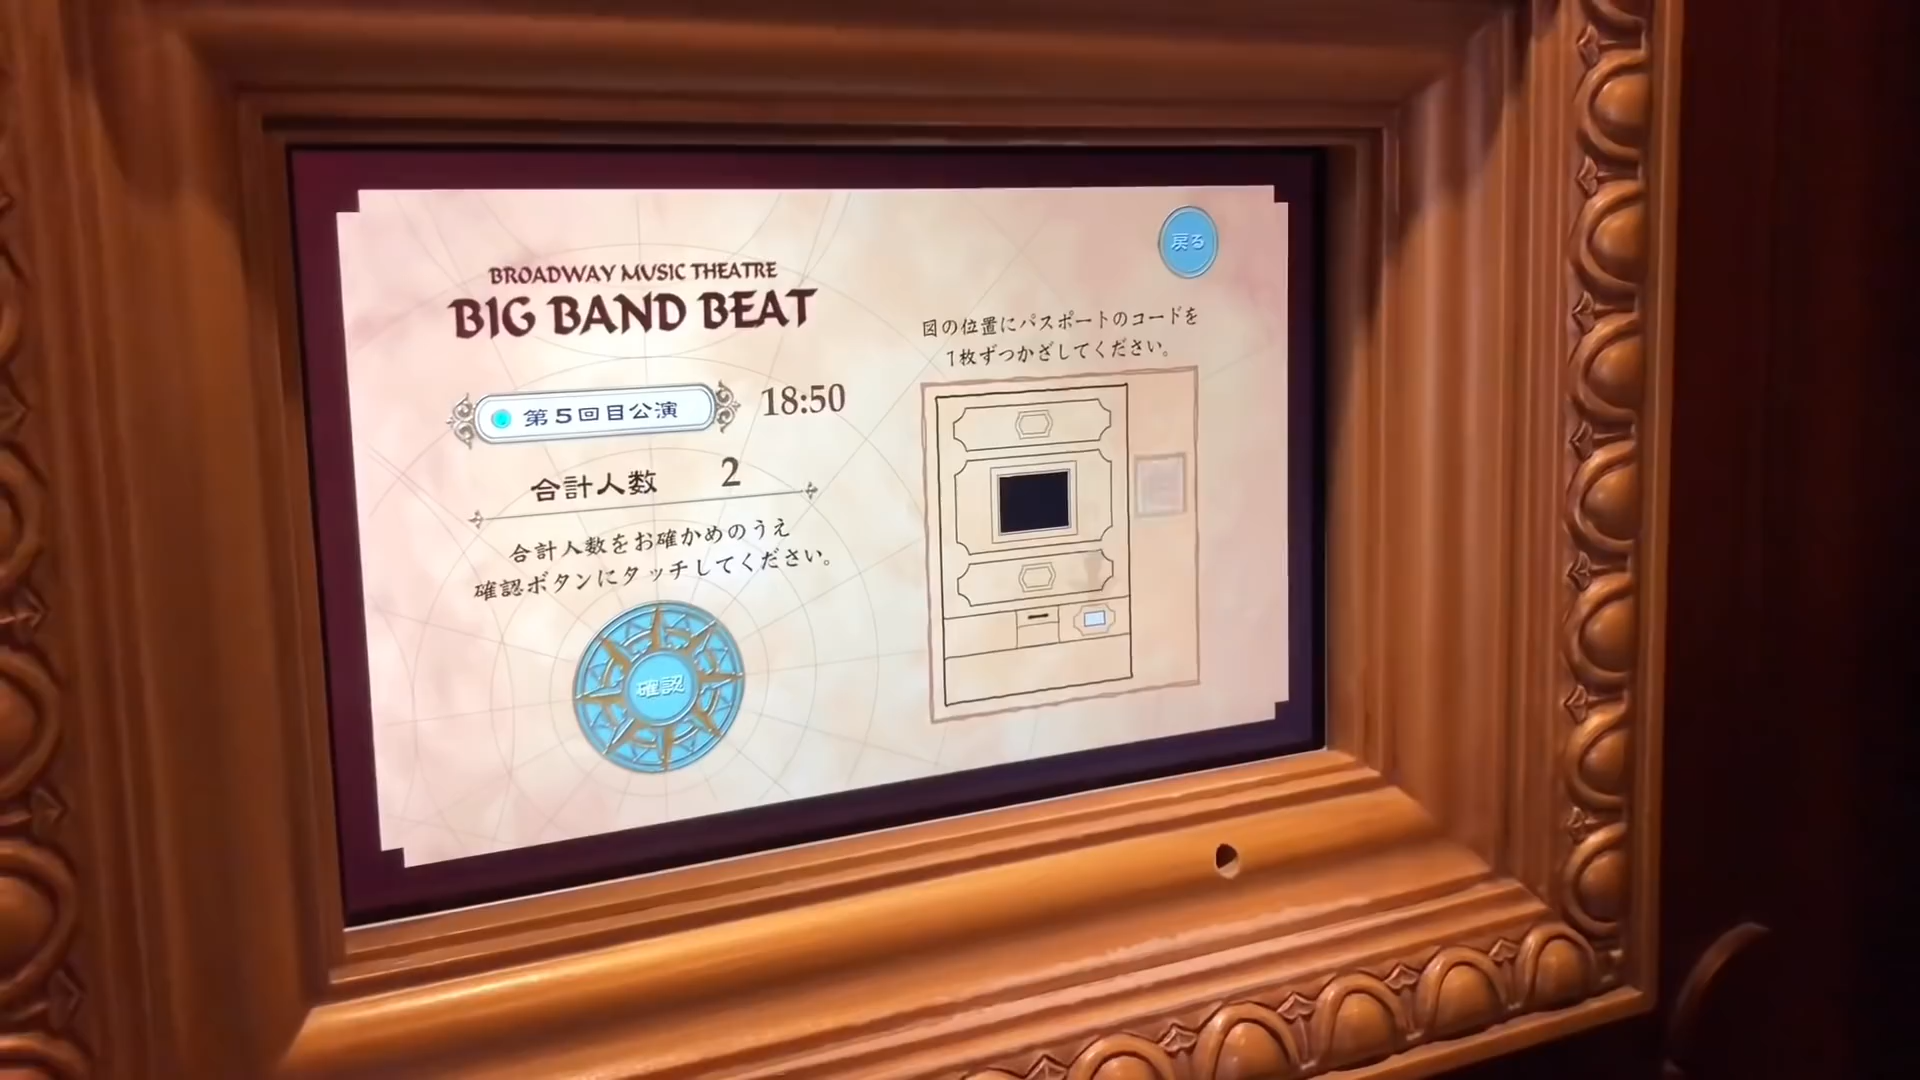 BROADWAY MUSIC THEATRE
BIG BAND BEAT
第5回目公演 18:50
合計人数 2
合計人数をお確かめのうえ
確認ボタンにタッチしてください。
確認
戻る
図の位置にパスポートのコードを
1枚ずつかざしてください。